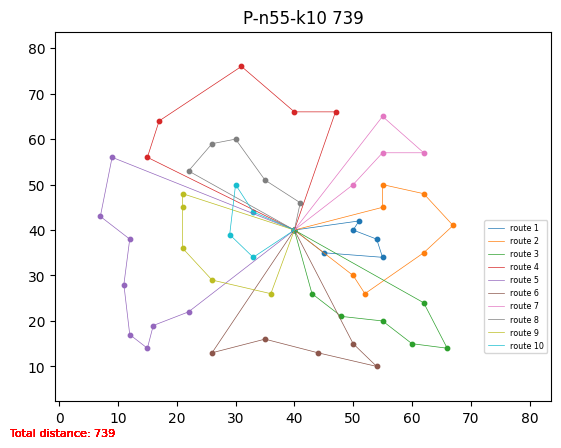 P-n55-k10 739
80
70
60
50
40
30
20
10
0 10 20 30 40 50 60 70 80
route 1
route 2
route 3
route 4
route 5
route 6
route 7
route 8
route 9
route 10
Total distance: 739